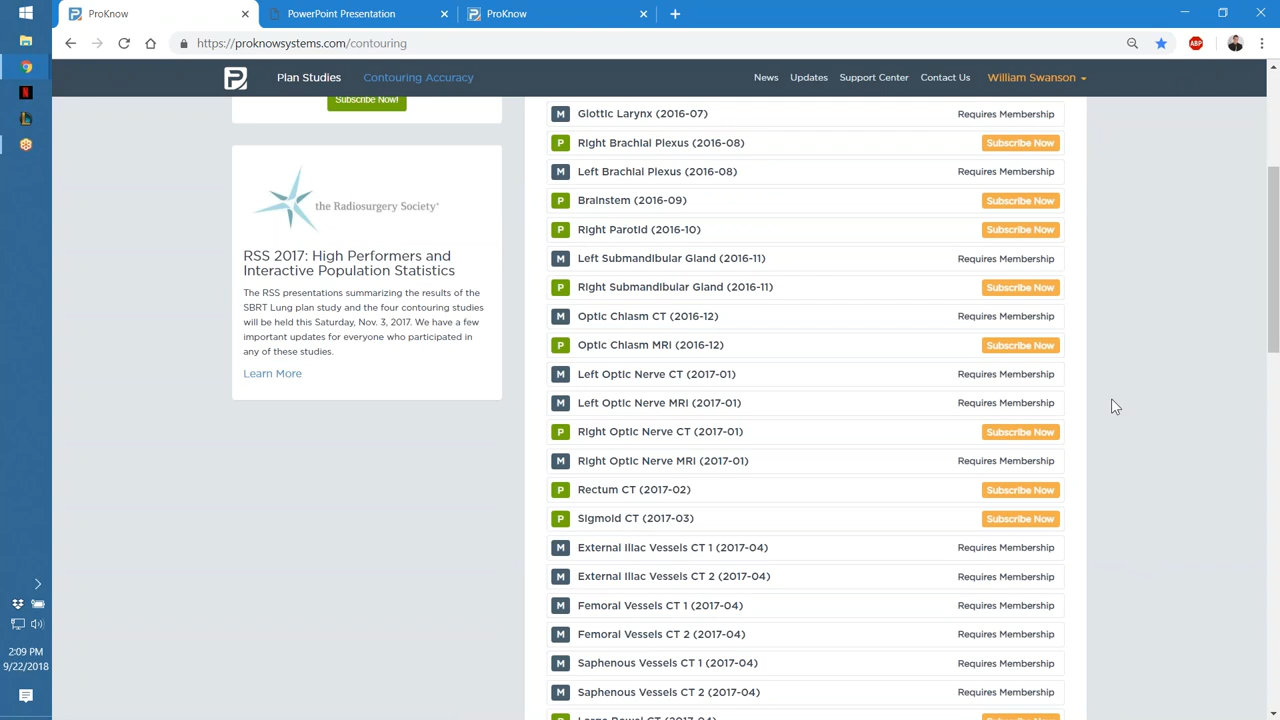 ProKnow
PowerPoint Presentation
ProKnow
https://proknowsystems.com/contouring
ABP
Plan Studies
Contouring Accuracy
News
Updates
Support Center
Contact Us
William Swanson
Subscribe Now!
the Radiosurgery Society®
RSS 2017: High Performers and
Interactive Population Statistics
The RSS presentations summarizing the results of the
SBRT Lung plan study and the four contouring studies
will be held this Saturday, Nov. 3, 2017. We have a few
important updates for everyone who participated in
any of these studies.
Learn More
M Glottic Larynx (2016-07) Requires Membership
P Right Brachial Plexus (2016-08) Subscribe Now
M Left Brachial Plexus (2016-08) Requires Membership
P Brainstem (2016-09) Subscribe Now
P Right Parotid (2016-10) Subscribe Now
M Left Submandibular Gland (2016-11) Requires Membership
P Right Submandibular Gland (2016-11) Subscribe Now
M Optic Chiasm CT (2016-12) Requires Membership
P Optic Chiasm MRI (2016-12) Subscribe Now
M Left Optic Nerve CT (2017-01) Requires Membership
M Left Optic Nerve MRI (2017-01) Requires Membership
P Right Optic Nerve CT (2017-01) Subscribe Now
M Right Optic Nerve MRI (2017-01) Requires Membership
P Rectum CT (2017-02) Subscribe Now
P Sigmoid CT (2017-03) Subscribe Now
M External Iliac Vessels CT 1 (2017-04) Requires Membership
M External Iliac Vessels CT 2 (2017-04) Requires Membership
M Femoral Vessels CT 1 (2017-04) Requires Membership
M Femoral Vessels CT 2 (2017-04) Requires Membership
M Saphenous Vessels CT 1 (2017-04) Requires Membership
M Saphenous Vessels CT 2 (2017-04) Requires Membership
Large Bowel CT (2017-04) Subscribe Now
2:09 PM
9/22/2018